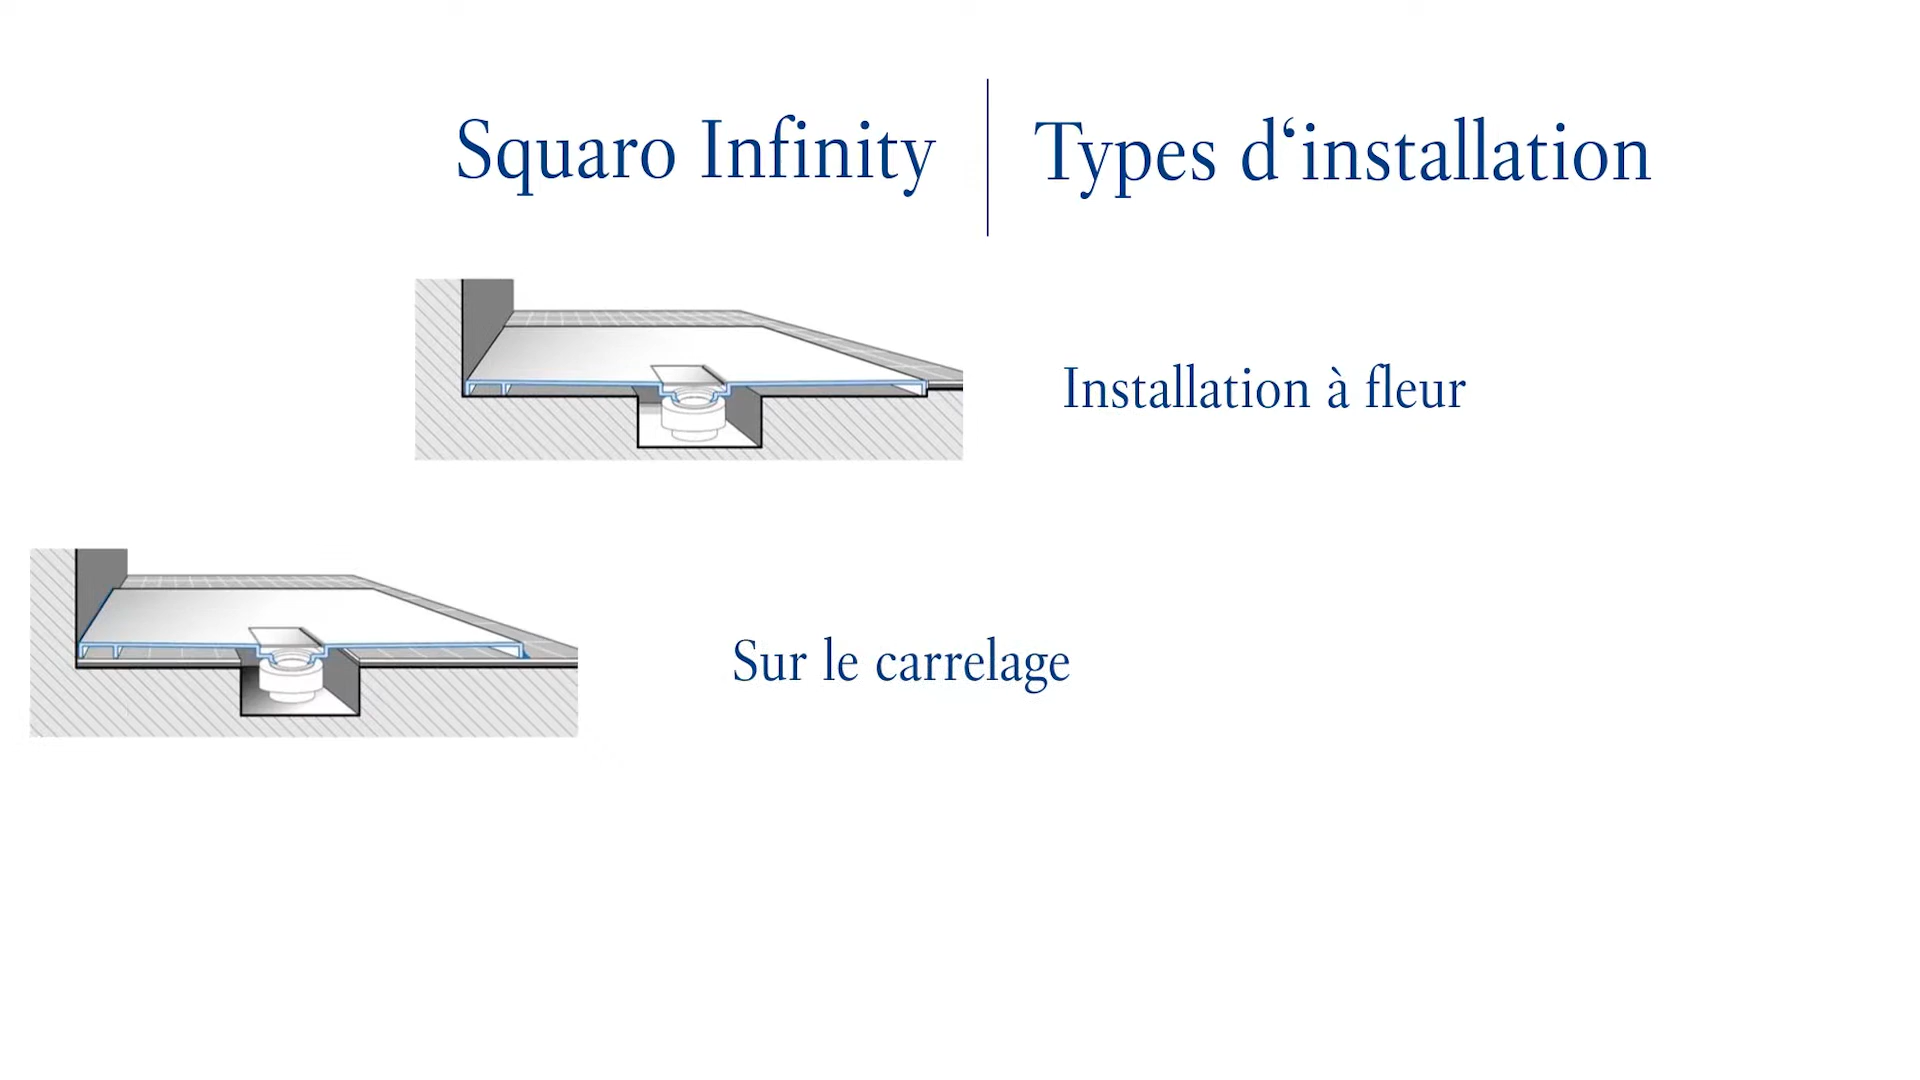 Squaro Infinity
Types d‘installation
Installation à fleur
Sur le carrelage